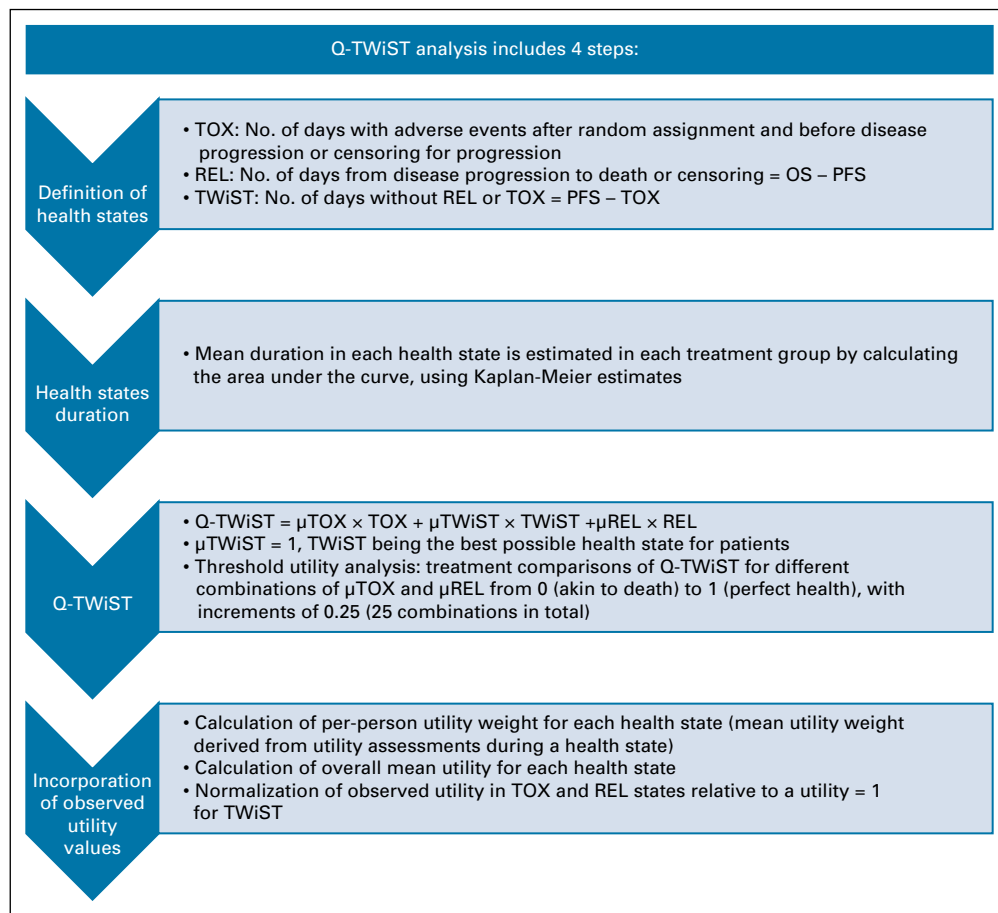 Q-TWiST analysis includes 4 steps:
Definition of
health states
• TOX: No. of days with adverse events after random assignment and before disease
progression or censoring for progression
• REL: No. of days from disease progression to death or censoring = OS – PFS
• TWiST: No. of days without REL or TOX = PFS – TOX
Health states
duration
• Mean duration in each health state is estimated in each treatment group by calculating
the area under the curve, using Kaplan-Meier estimates
Q-TWiST
• Q-TWiST = µTOX × TOX + µTWiST × TWiST +µREL × REL
• µTWiST = 1, TWiST being the best possible health state for patients
• Threshold utility analysis: treatment comparisons of Q-TWiST for different
combinations of µTOX and µREL from 0 (akin to death) to 1 (perfect health), with
increments of 0.25 (25 combinations in total)
Incorporation
of observed
utility
values
• Calculation of per-person utility weight for each health state (mean utility weight
derived from utility assessments during a health state)
• Calculation of overall mean utility for each health state
• Normalization of observed utility in TOX and REL states relative to a utility = 1
for TWiST